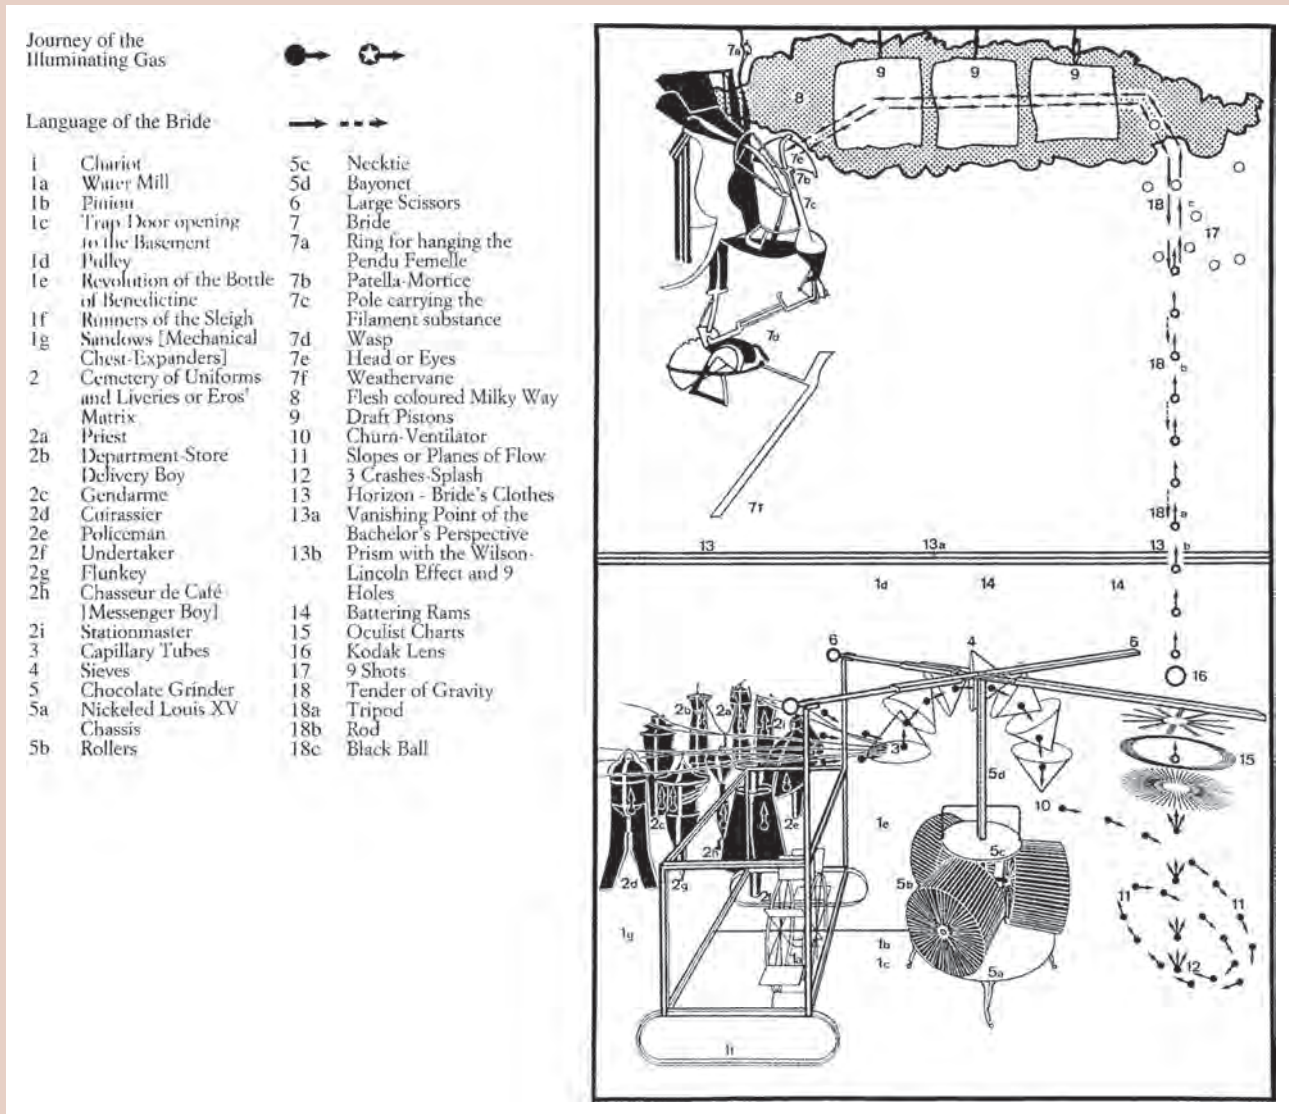 Journey of the
Illuminating Gas
Language of the Bride
1 Chariot
1a Water Mill
1b Pinion
1c Trap Door opening
to the Basement
1d Pulley
1e Revolution of the Bottle
of Benedictine
1f Runners of the Sleigh
1g Sandows [Mechanical
Chest-Expanders]
2 Cemetery of Uniforms
and Liveries or Eros'
Matrix
2a Priest
2b Department-Store
Delivery Boy
2c Gendarme
2d Cuirassier
2e Policeman
2f Undertaker
2g Flunkey
2h Chasseur de Café
]Messenger Boy]
2i Stationmaster
3 Capillary Tubes
4 Sieves
5 Chocolate Grinder
5a Nickeled Louis XV
Chassis
5b Rollers
5c Necktie
5d Bayonet
6 Large Scissors
7 Bride
7a Ring for hanging the
Pendu Femelle
7b Patella-Mortice
7c Pole carrying the
Filament substance
7d Wasp
7e Head or Eyes
7f Weathervane
8 Flesh coloured Milky Way
9 Draft Pistons
10 Churn-Ventilator
11 Slopes or Planes of Flow
12 3 Crashes-Splash
13 Horizon - Bride's Clothes
13a Vanishing Point of the
Bachelor's Perspective
13b Prism with the Wilson-
Lincoln Effect and 9
Holes
14 Battering Rams
15 Oculist Charts
16 Kodak Lens
17 9 Shots
18 Tender of Gravity
18a Tripod
18b Rod
18c Black Ball
7a
9 9 9
8
7e
7b
7c
18 c
17
7d
18 b
7f
18 a
13 13a 13 b
1d 14 14
6 4 6
16
2b 2a 2i
3
15
5d
10
2c 2e 1e
2h 5c
2d 2g 5b
11 11
1g 1b
1a 1c
5a 12